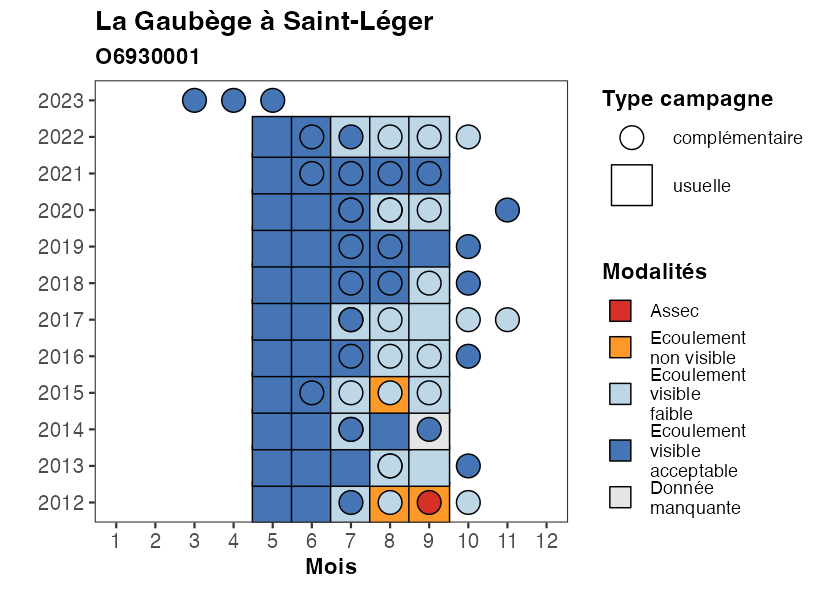 La Gaubège à Saint-Léger
O6930001
2023
2022
2021
2020
2019
2018
2017
2016
2015
2014
2013
2012
1 2 3 4 5 6 7 8 9 10 11 12
Mois
Type campagne
complémentaire
usuelle
Modalités
Assec
Ecoulement
non visible
Ecoulement
visible
faible
Ecoulement
visible
acceptable
Donnée
manquante